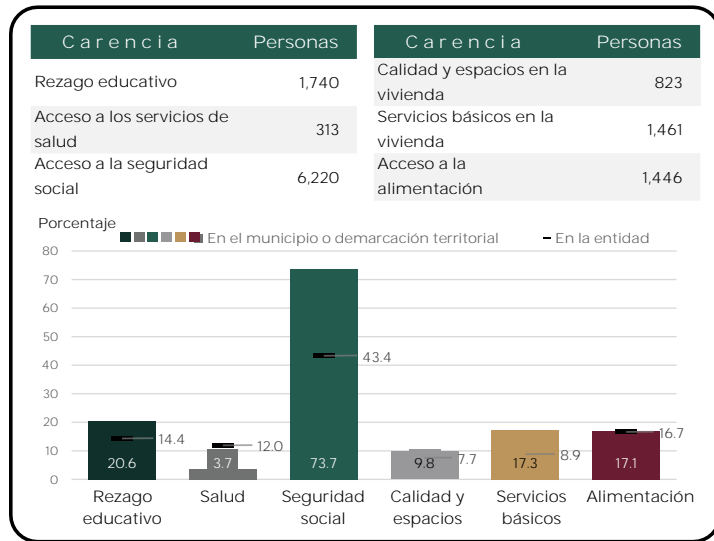 Carencia Personas
Rezago educativo 1,740
Acceso a los servicios de
salud 313
Acceso a la seguridad
social 6,220
Carencia Personas
Calidad y espacios en la
vivienda 823
Servicios básicos en la
vivienda 1,461
Acceso a la
alimentación 1,446
Porcentaje
En el municipio o demarcación territorial En la entidad
80
70
60
50
40
30
20
10
0
20.6 14.4
3.7 12.0
73.7 43.4
9.8 7.7
17.3 8.9
17.1 16.7
Rezago
educativo
Salud
Seguridad
social
Calidad y
espacios
Servicios
básicos
Alimentación